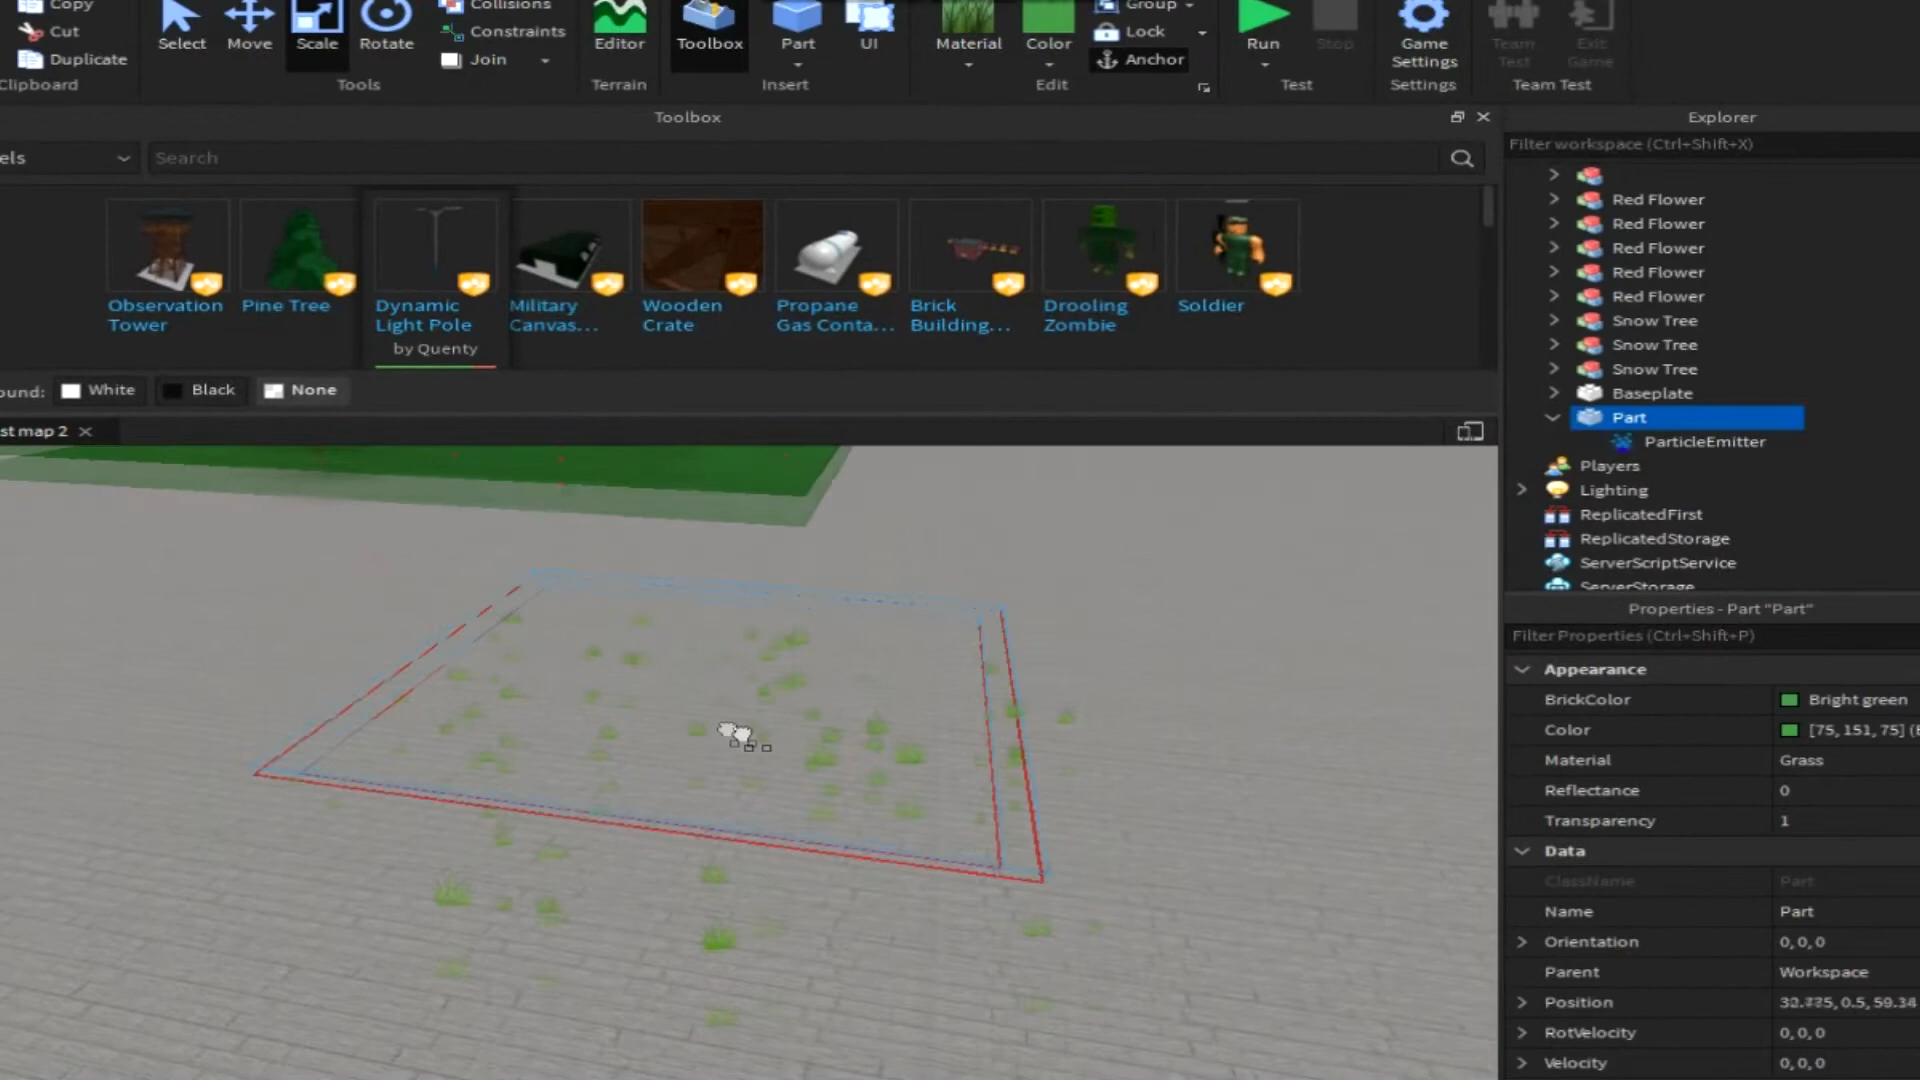 Copy
Cut
Duplicate
Clipboard
Select
Move
Scale
Rotate
Tools
Collisions
Constraints
Join
Editor
Terrain
Toolbox
Part
UI
Insert
Material
Color
Group
Lock
Anchor
Edit
Run
Stop
Test
Game
Settings
Settings
Team
Test
Exit
Game
Team Test
Toolbox
els
Search
Observation
Tower
Pine Tree
Dynamic
Light Pole
by Quenty
Military
Canvas...
Wooden
Crate
Propane
Gas Conta...
Brick
Building...
Drooling
Zombie
Soldier
ound:
White
Black
None
st map 2
Explorer
Filter workspace (Ctrl+Shift+X)
Red Flower
Red Flower
Red Flower
Red Flower
Red Flower
Snow Tree
Snow Tree
Snow Tree
Baseplate
Part
ParticleEmitter
Players
Lighting
ReplicatedFirst
ReplicatedStorage
ServerScriptService
ServerStorage
Properties - Part "Part"
Filter Properties (Ctrl+Shift+P)
Appearance
BrickColor Bright green
Color [75, 151, 75] (
Material Grass
Reflectance 0
Transparency 1
Data
ClassName Part
Name Part
Orientation 0, 0, 0
Parent Workspace
Position 0.5, 59.34
RotVelocity 0, 0, 0
Velocity 0, 0, 0